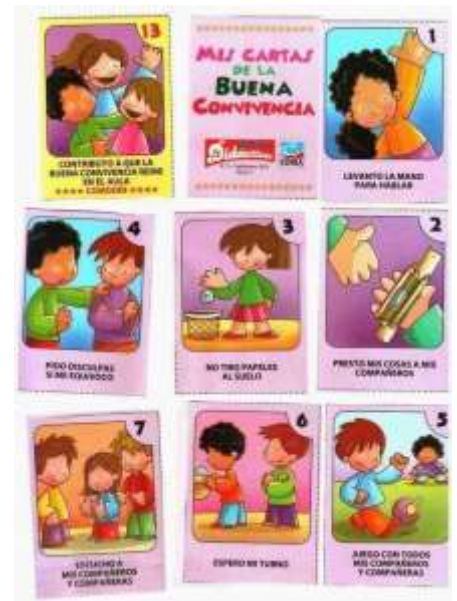 13
CONTRIBUYO A QUE LA
BUENA CONVIVENCIA REINE
EN EL AULA
COMODÍN
MIS CARTAS
DE LA
BUENA
CONVIVENCIA
1
LEVANTO LA MANO
PARA HABLAR
4
PIDO DISCULPAS
SI ME EQUIVOCO
3
NO TIRO PAPELES
AL SUELO
2
PRESTO MIS COSAS A MIS
COMPAÑEROS
7
ESCUCHO A
MIS COMPAÑEROS
Y COMPAÑERAS
6
ESPERO MI TURNO
5
JUEGO CON TODOS
MIS COMPAÑEROS
Y COMPAÑERAS